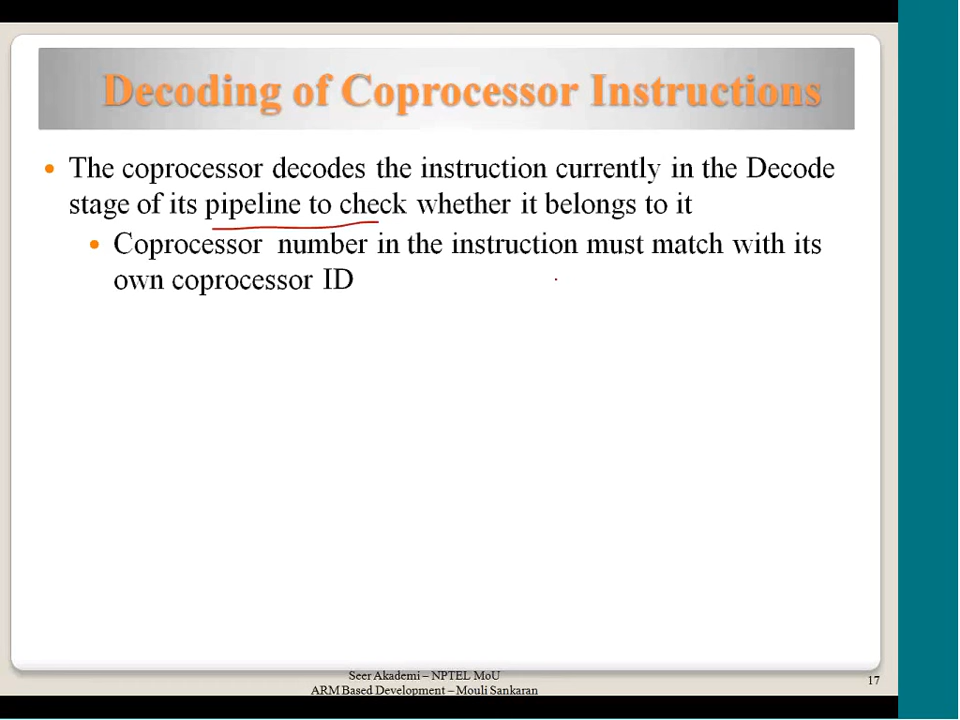 Decoding of Coprocessor Instructions
• The coprocessor decodes the instruction currently in the Decode
stage of its pipeline to check whether it belongs to it
• Coprocessor number in the instruction must match with its
own coprocessor ID
Seer Akademi – NPTEL MoU
ARM Based Development – Mouli Sankaran
17